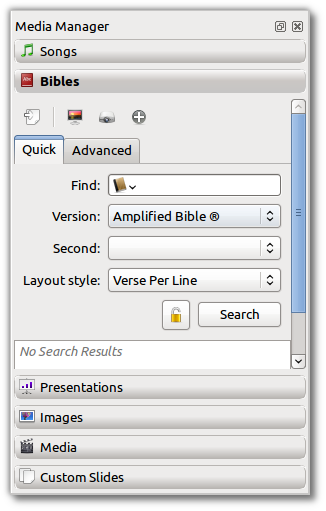 Media Manager
Songs
Bibles
Quick Advanced
Find:
Version: Amplified Bible ®
Second:
Layout style: Verse Per Line
Search
No Search Results
Presentations
Images
Media
Custom Slides